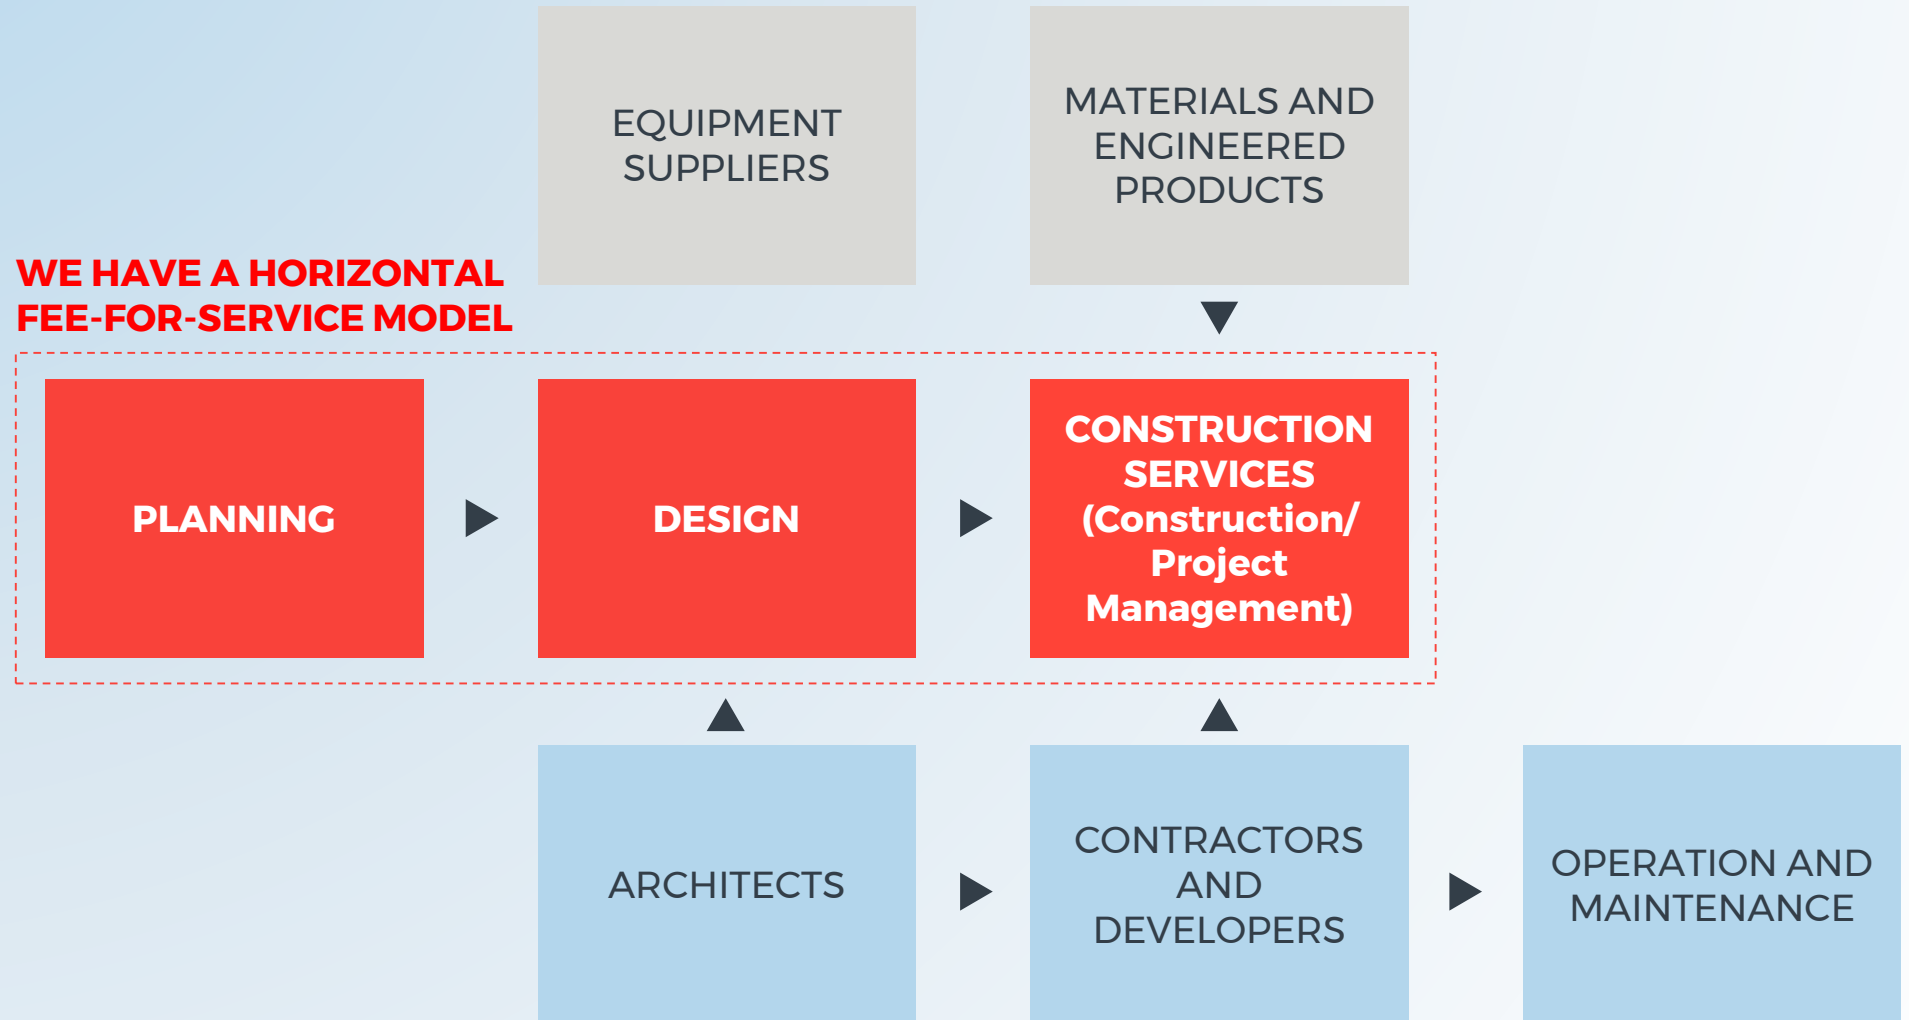 EQUIPMENT
SUPPLIERS
MATERIALS AND
ENGINEERED
PRODUCTS
WE HAVE A HORIZONTAL
FEE-FOR-SERVICE MODEL
PLANNING
DESIGN
CONSTRUCTION
SERVICES
(Construction/
Project
Management)
ARCHITECTS
CONTRACTORS
AND
DEVELOPERS
OPERATION AND
MAINTENANCE